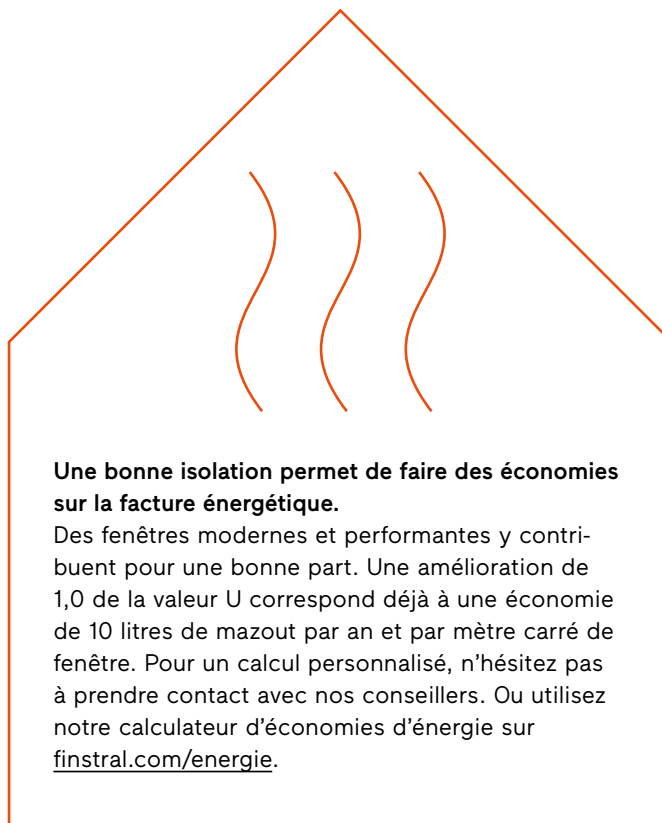 Une bonne isolation permet de faire des économies
sur la facture énergétique.
Des fenêtres modernes et performantes y contri-
buent pour une bonne part. Une amélioration de
1,0 de la valeur U correspond déjà à une économie
de 10 litres de mazout par an et par mètre carré de
fenêtre. Pour un calcul personnalisé, n’hésitez pas
à prendre contact avec nos conseillers. Ou utilisez
notre calculateur d’économies d’énergie sur
finstral.com/energie.